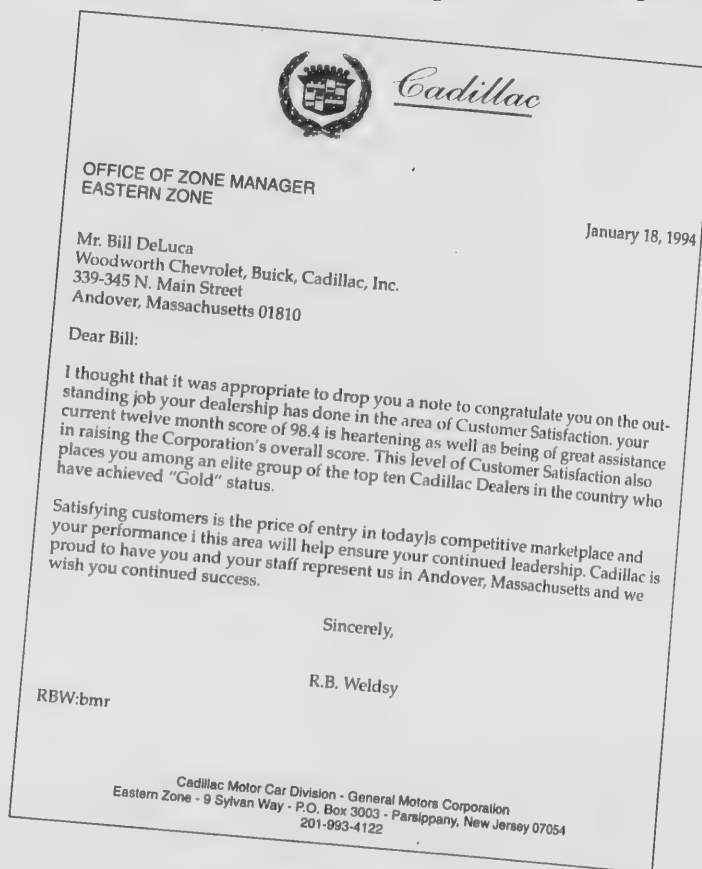 Cadillac
OFFICE OF ZONE MANAGER
EASTERN ZONE
January 18, 1994
Mr. Bill DeLuca
Woodworth Chevrolet, Buick, Cadillac, Inc.
339-345 N. Main Street
Andover, Massachusetts 01810
Dear Bill:
I thought that it was appropriate to drop you a note to congratulate you on the out-
standing job your dealership has done in the area of Customer Satisfaction. your
current twelve month score of 98.4 is heartening as well as being of great assistance
in raising the Corporation's overall score. This level of Customer Satisfaction also
places you among an elite group of the top ten Cadillac Dealers in the country who
have achieved "Gold" status.
Satisfying customers is the price of entry in today)s competitive marketplace and
your performance i this area will help ensure your continued leadership. Cadillac is
proud to have you and your staff represent us in Andover, Massachusetts and we
wish you continued success.
Sincerely,
R.B. Weldsy
RBW:bmr
Cadillac Motor Car Division - General Motors Corporation
Eastern Zone - 9 Sylvan Way - P.O. Box 3003 - Parsippany, New Jersey 07054
201-993-4122